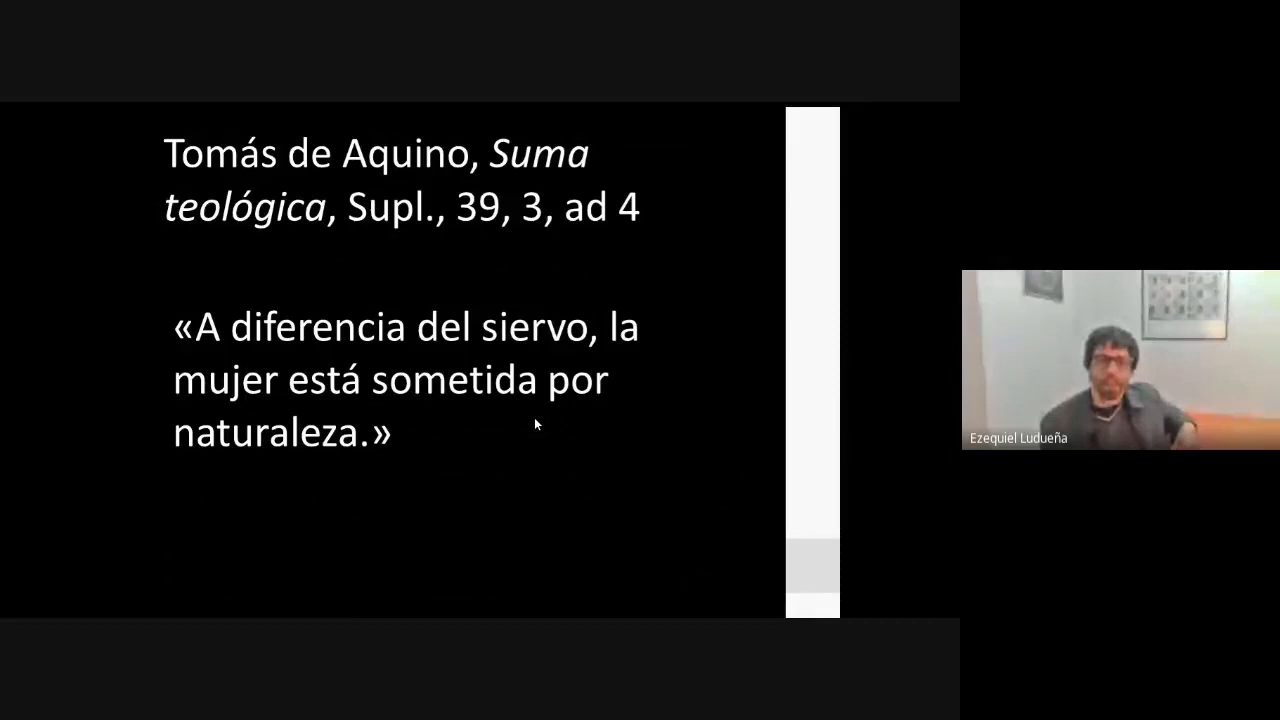 Tomás de Aquino, Suma
teológica, Supl., 39, 3, ad 4
«A diferencia del siervo, la
mujer está sometida por
naturaleza.»
Ezequiel Ludueña